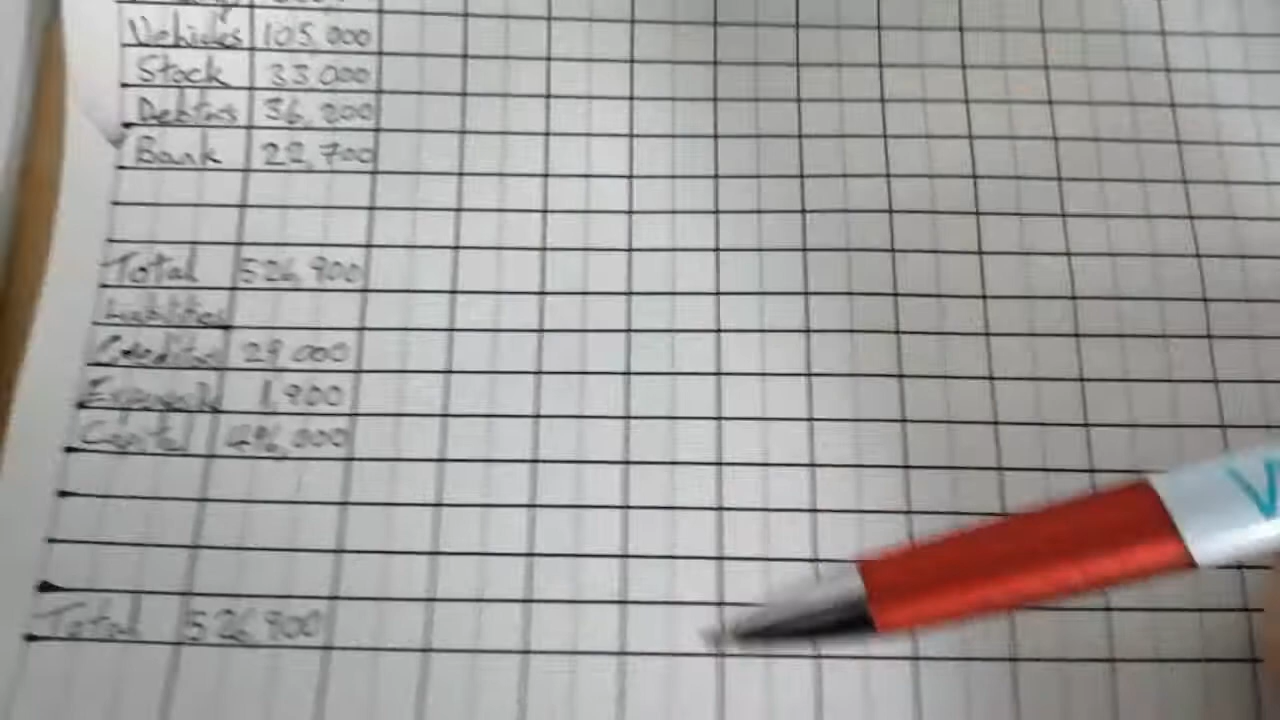 Vehicles 105,000
Stock 33,000
Debtors 36,200
Bank 22,700
Total 526,900
Liabilities
Creditors 29,000
1,900
Capital 496,000
Total 526,900
V